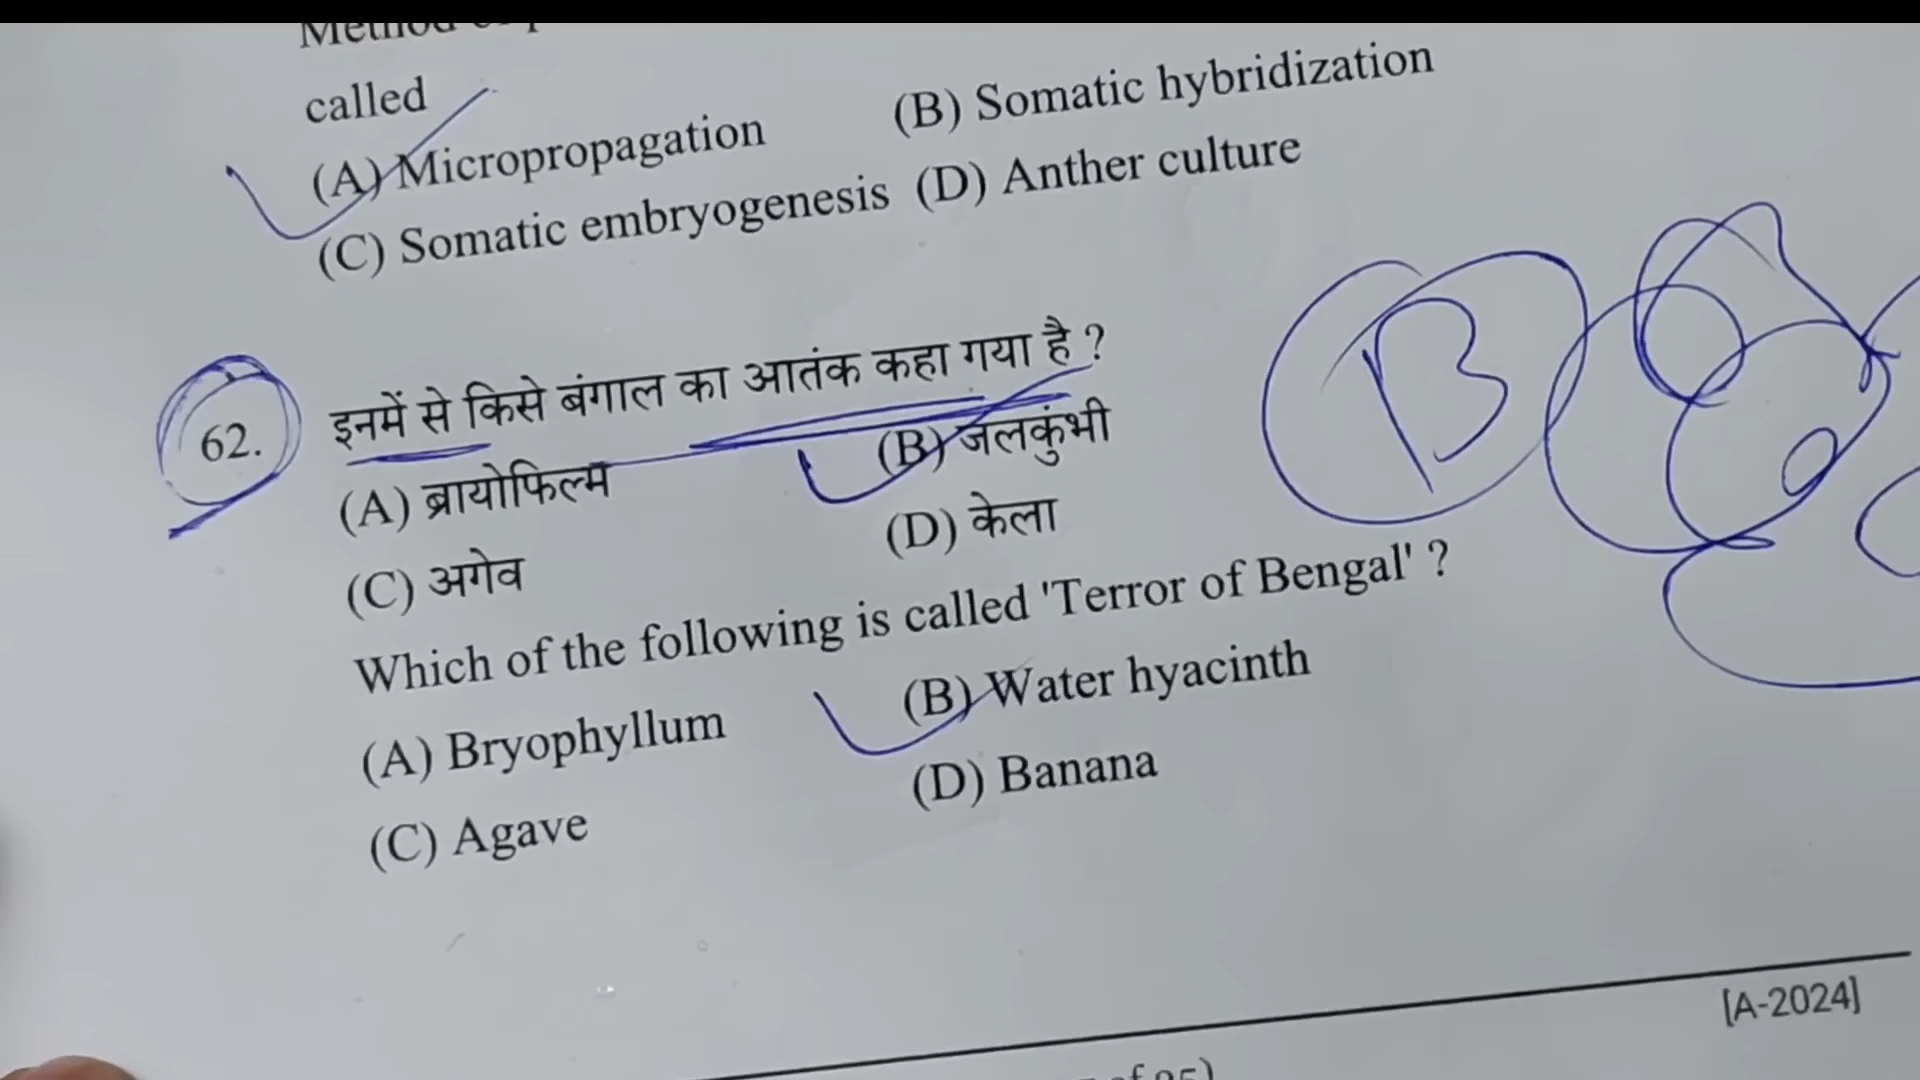 called
(A) Micropropagation (B) Somatic hybridization
(C) Somatic embryogenesis (D) Anther culture
62. इनमें से किसे बंगाल का आतंक कहा गया है ?
(A) ब्रायोफिल्म (B) जलकुंभी
(C) अगेव (D) केला
Which of the following is called 'Terror of Bengal' ?
(A) Bryophyllum (B) Water hyacinth
(C) Agave (D) Banana
B
[A-2024]